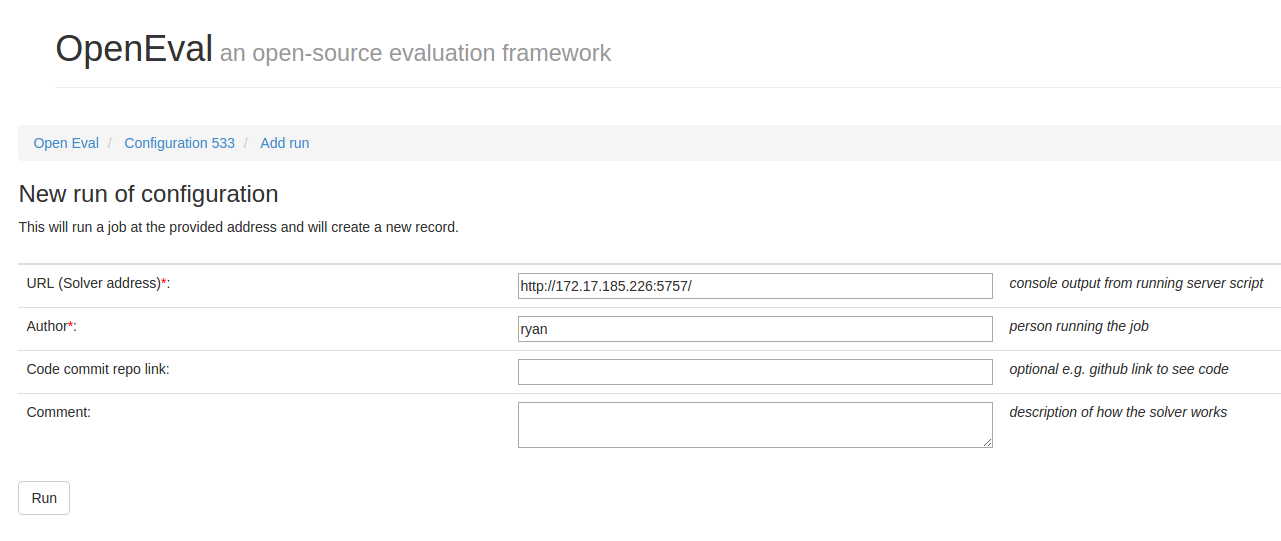 OpenEval an open-source evaluation framework
Open Eval / Configuration 533 / Add run
New run of configuration
This will run a job at the provided address and will create a new record.
URL (Solver address)*: http://172.17.185.226:5757/ console output from running server script
Author*: ryan person running the job
Code commit repo link: optional e.g. github link to see code
Comment: description of how the solver works
Run